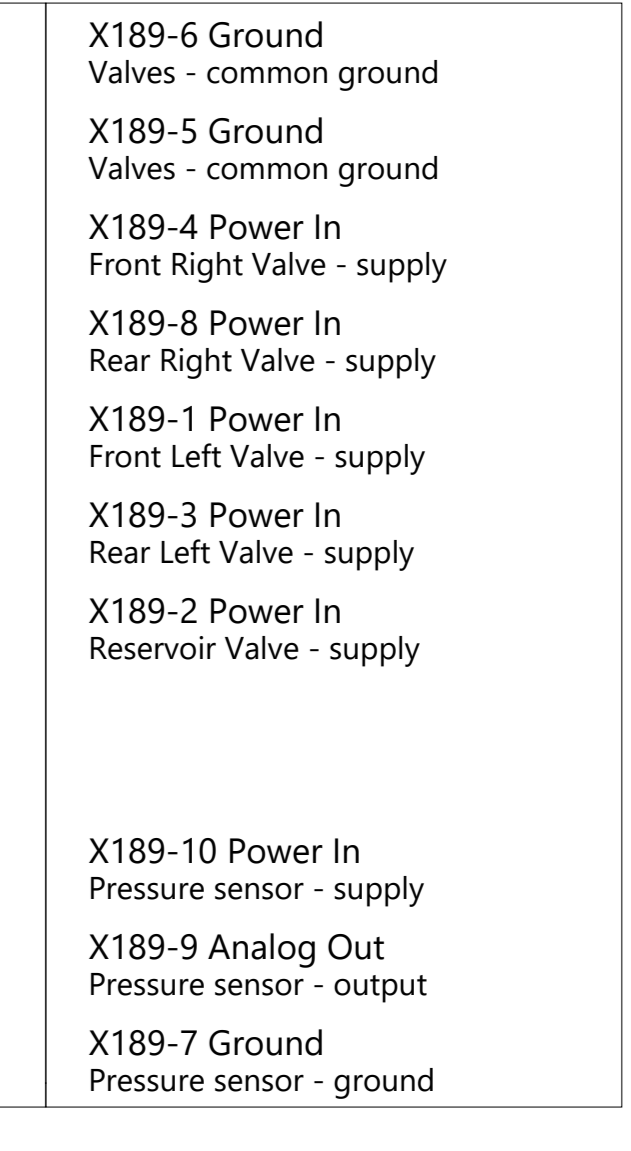 X189-6 Ground
Valves - common ground
X189-5 Ground
Valves - common ground
X189-4 Power In
Front Right Valve - supply
X189-8 Power In
Rear Right Valve - supply
X189-1 Power In
Front Left Valve - supply
X189-3 Power In
Rear Left Valve - supply
X189-2 Power In
Reservoir Valve - supply
X189-10 Power In
Pressure sensor - supply
X189-9 Analog Out
Pressure sensor - output
X189-7 Ground
Pressure sensor - ground